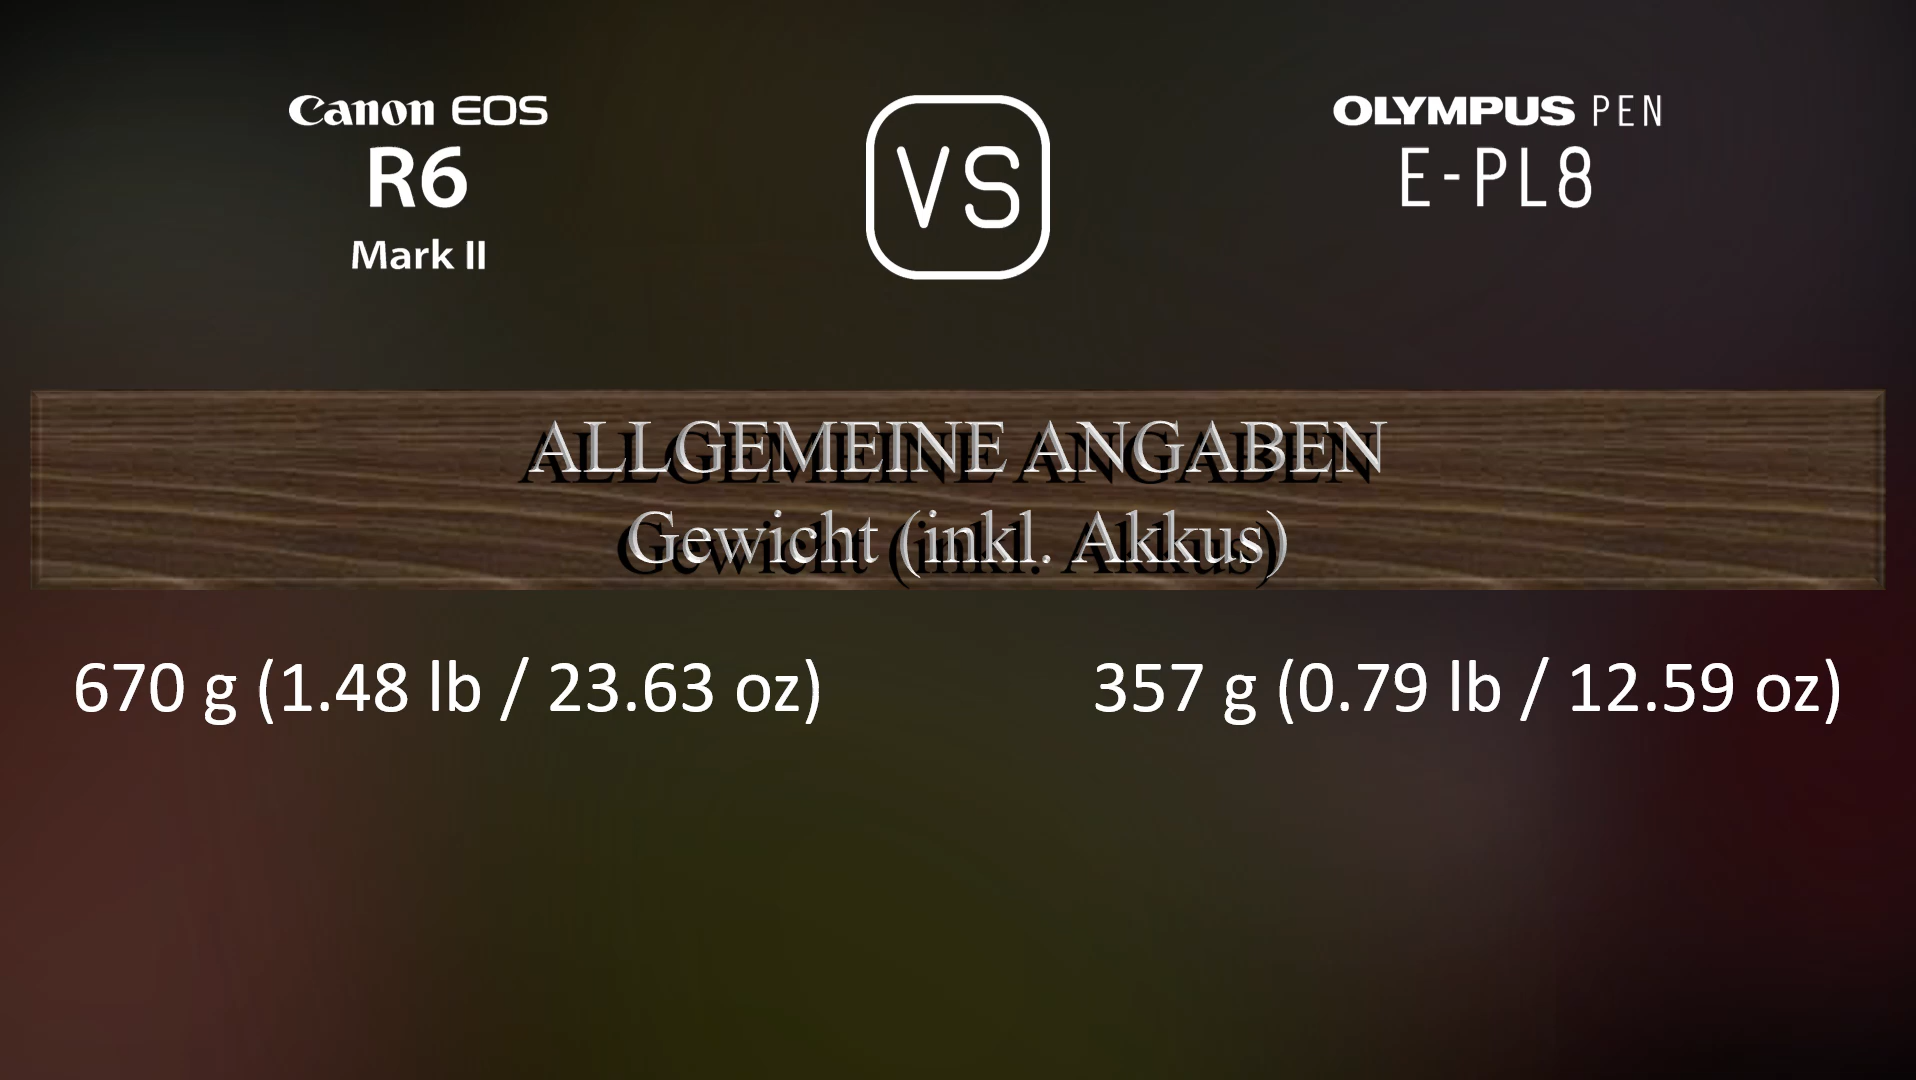 Canon EOS
R6
Mark II
VS
OLYMPUS PEN
E-PL8
ALLGEMEINE ANGABEN
Gewicht (inkl. Akkus)
670 g (1.48 lb / 23.63 oz)
357 g (0.79 lb / 12.59 oz)